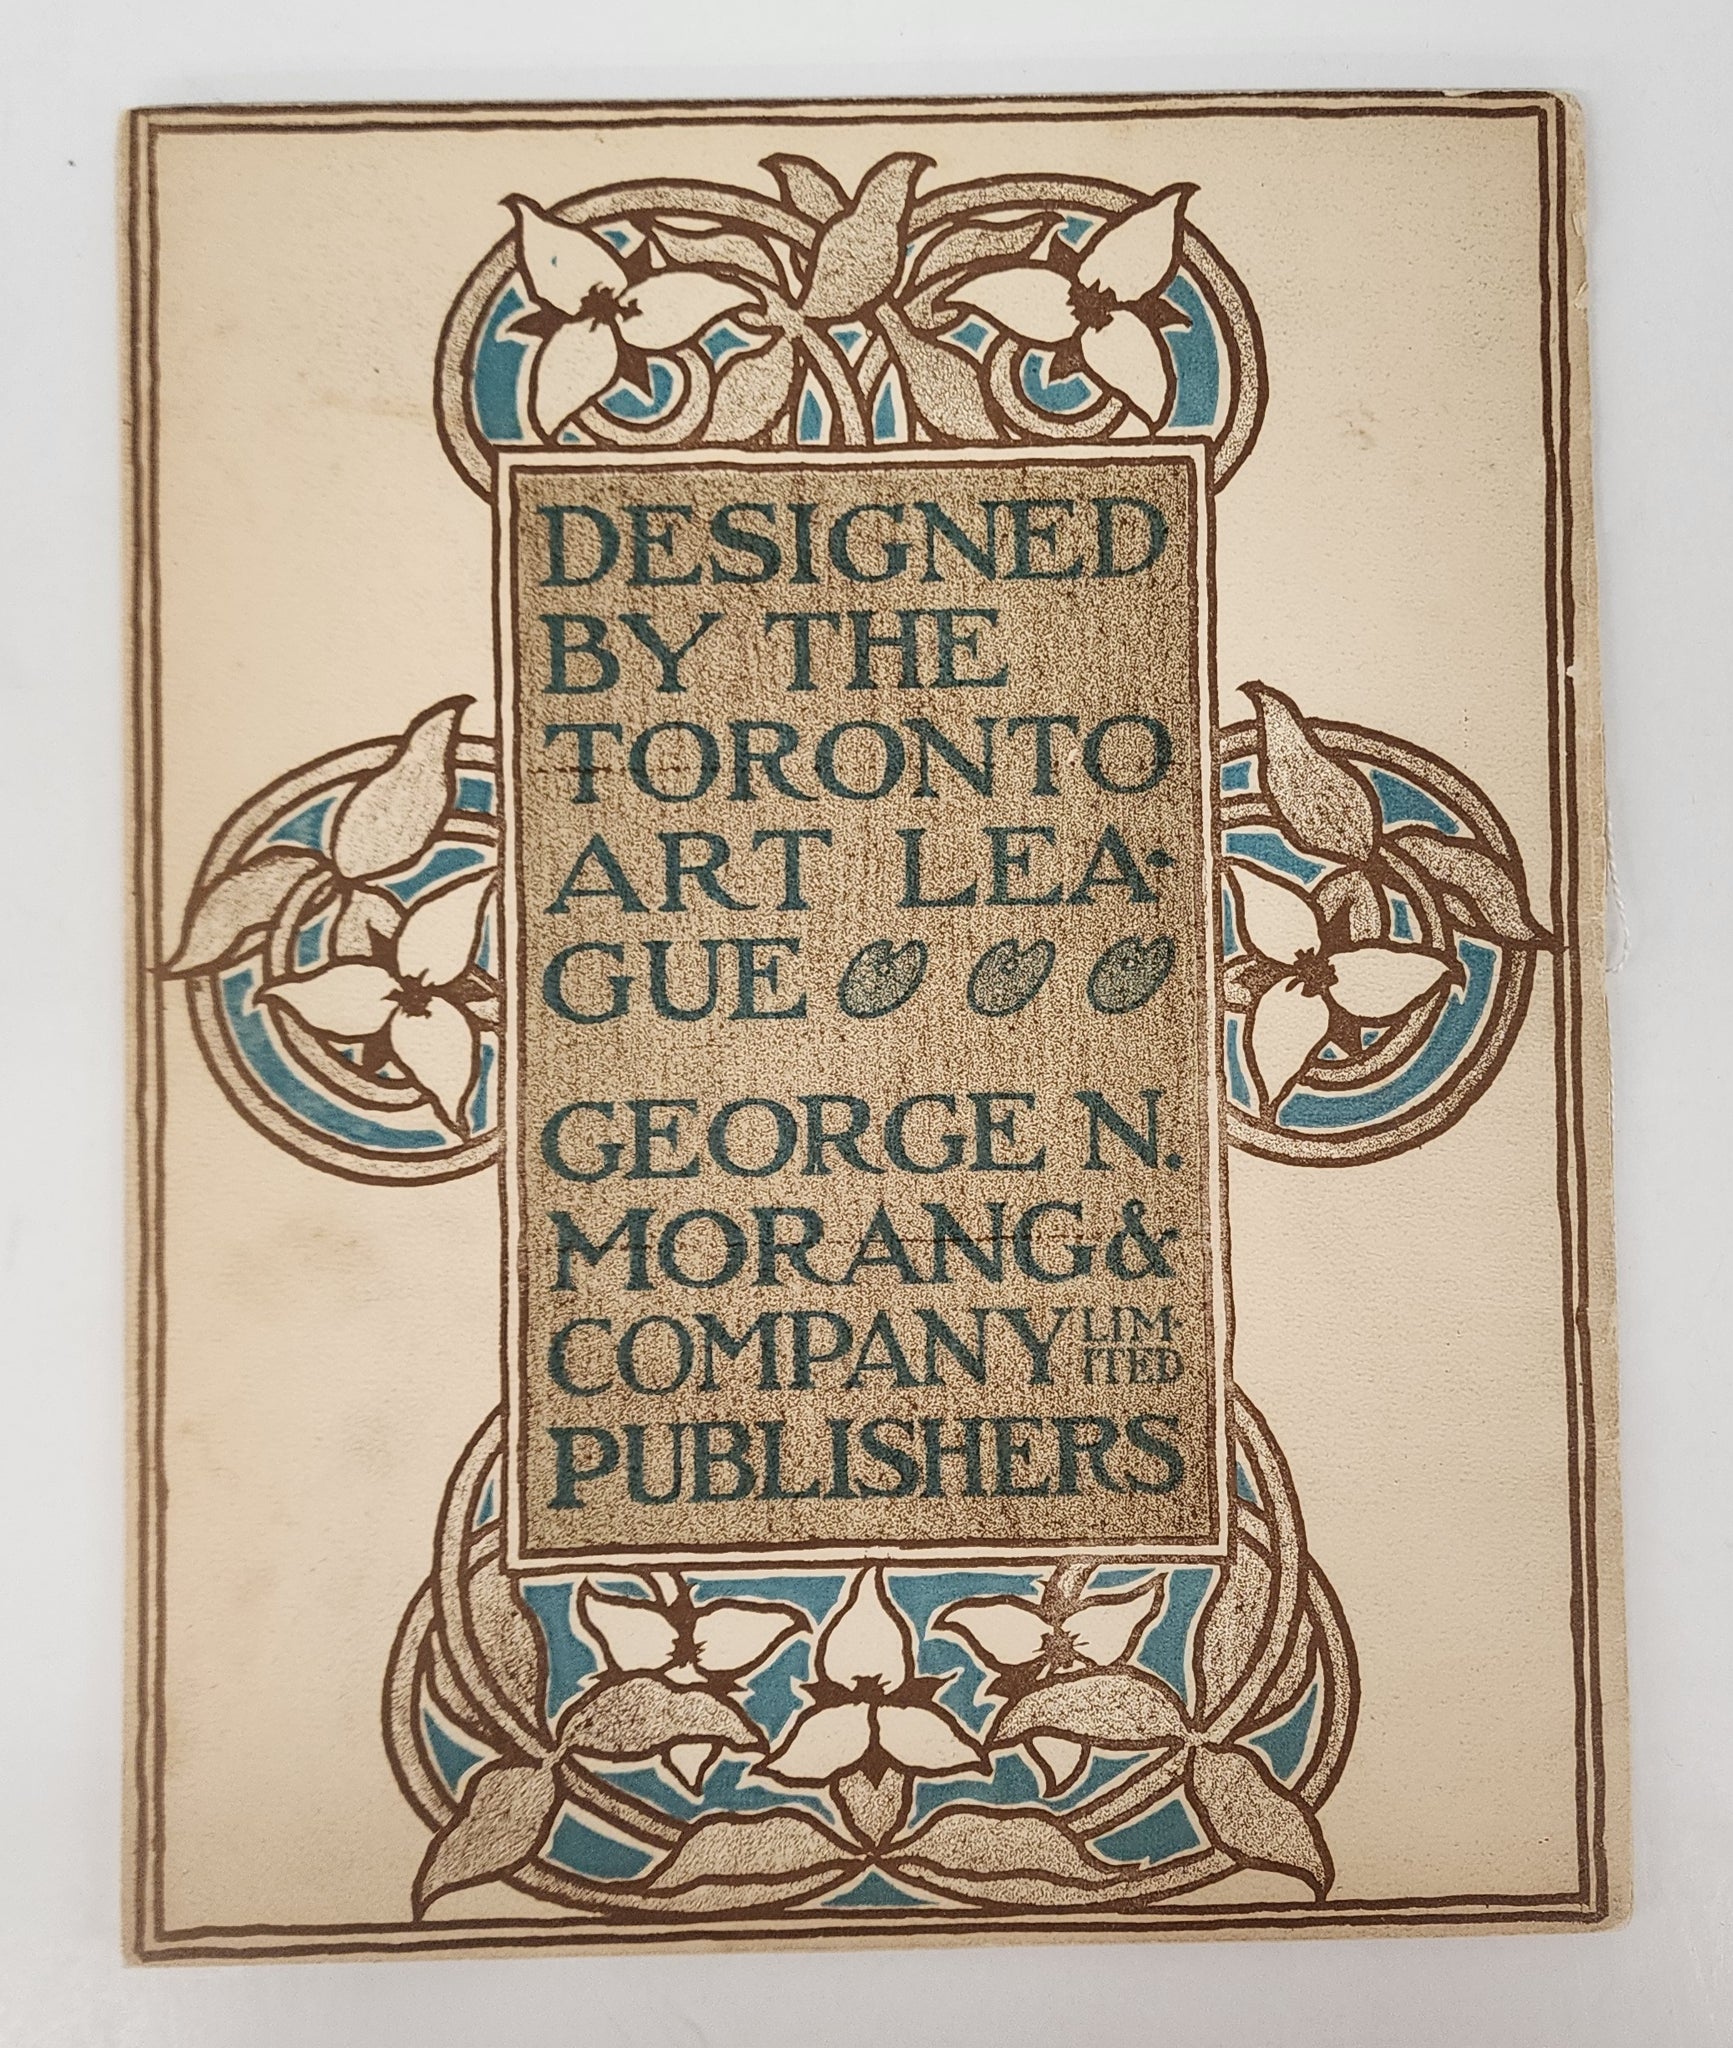 DESIGNED
BY THE
TORONTO
ART LEA-
GUE
GEORGE N.
MORANG &
COMPANY LIM-
ITED
PUBLISHERS